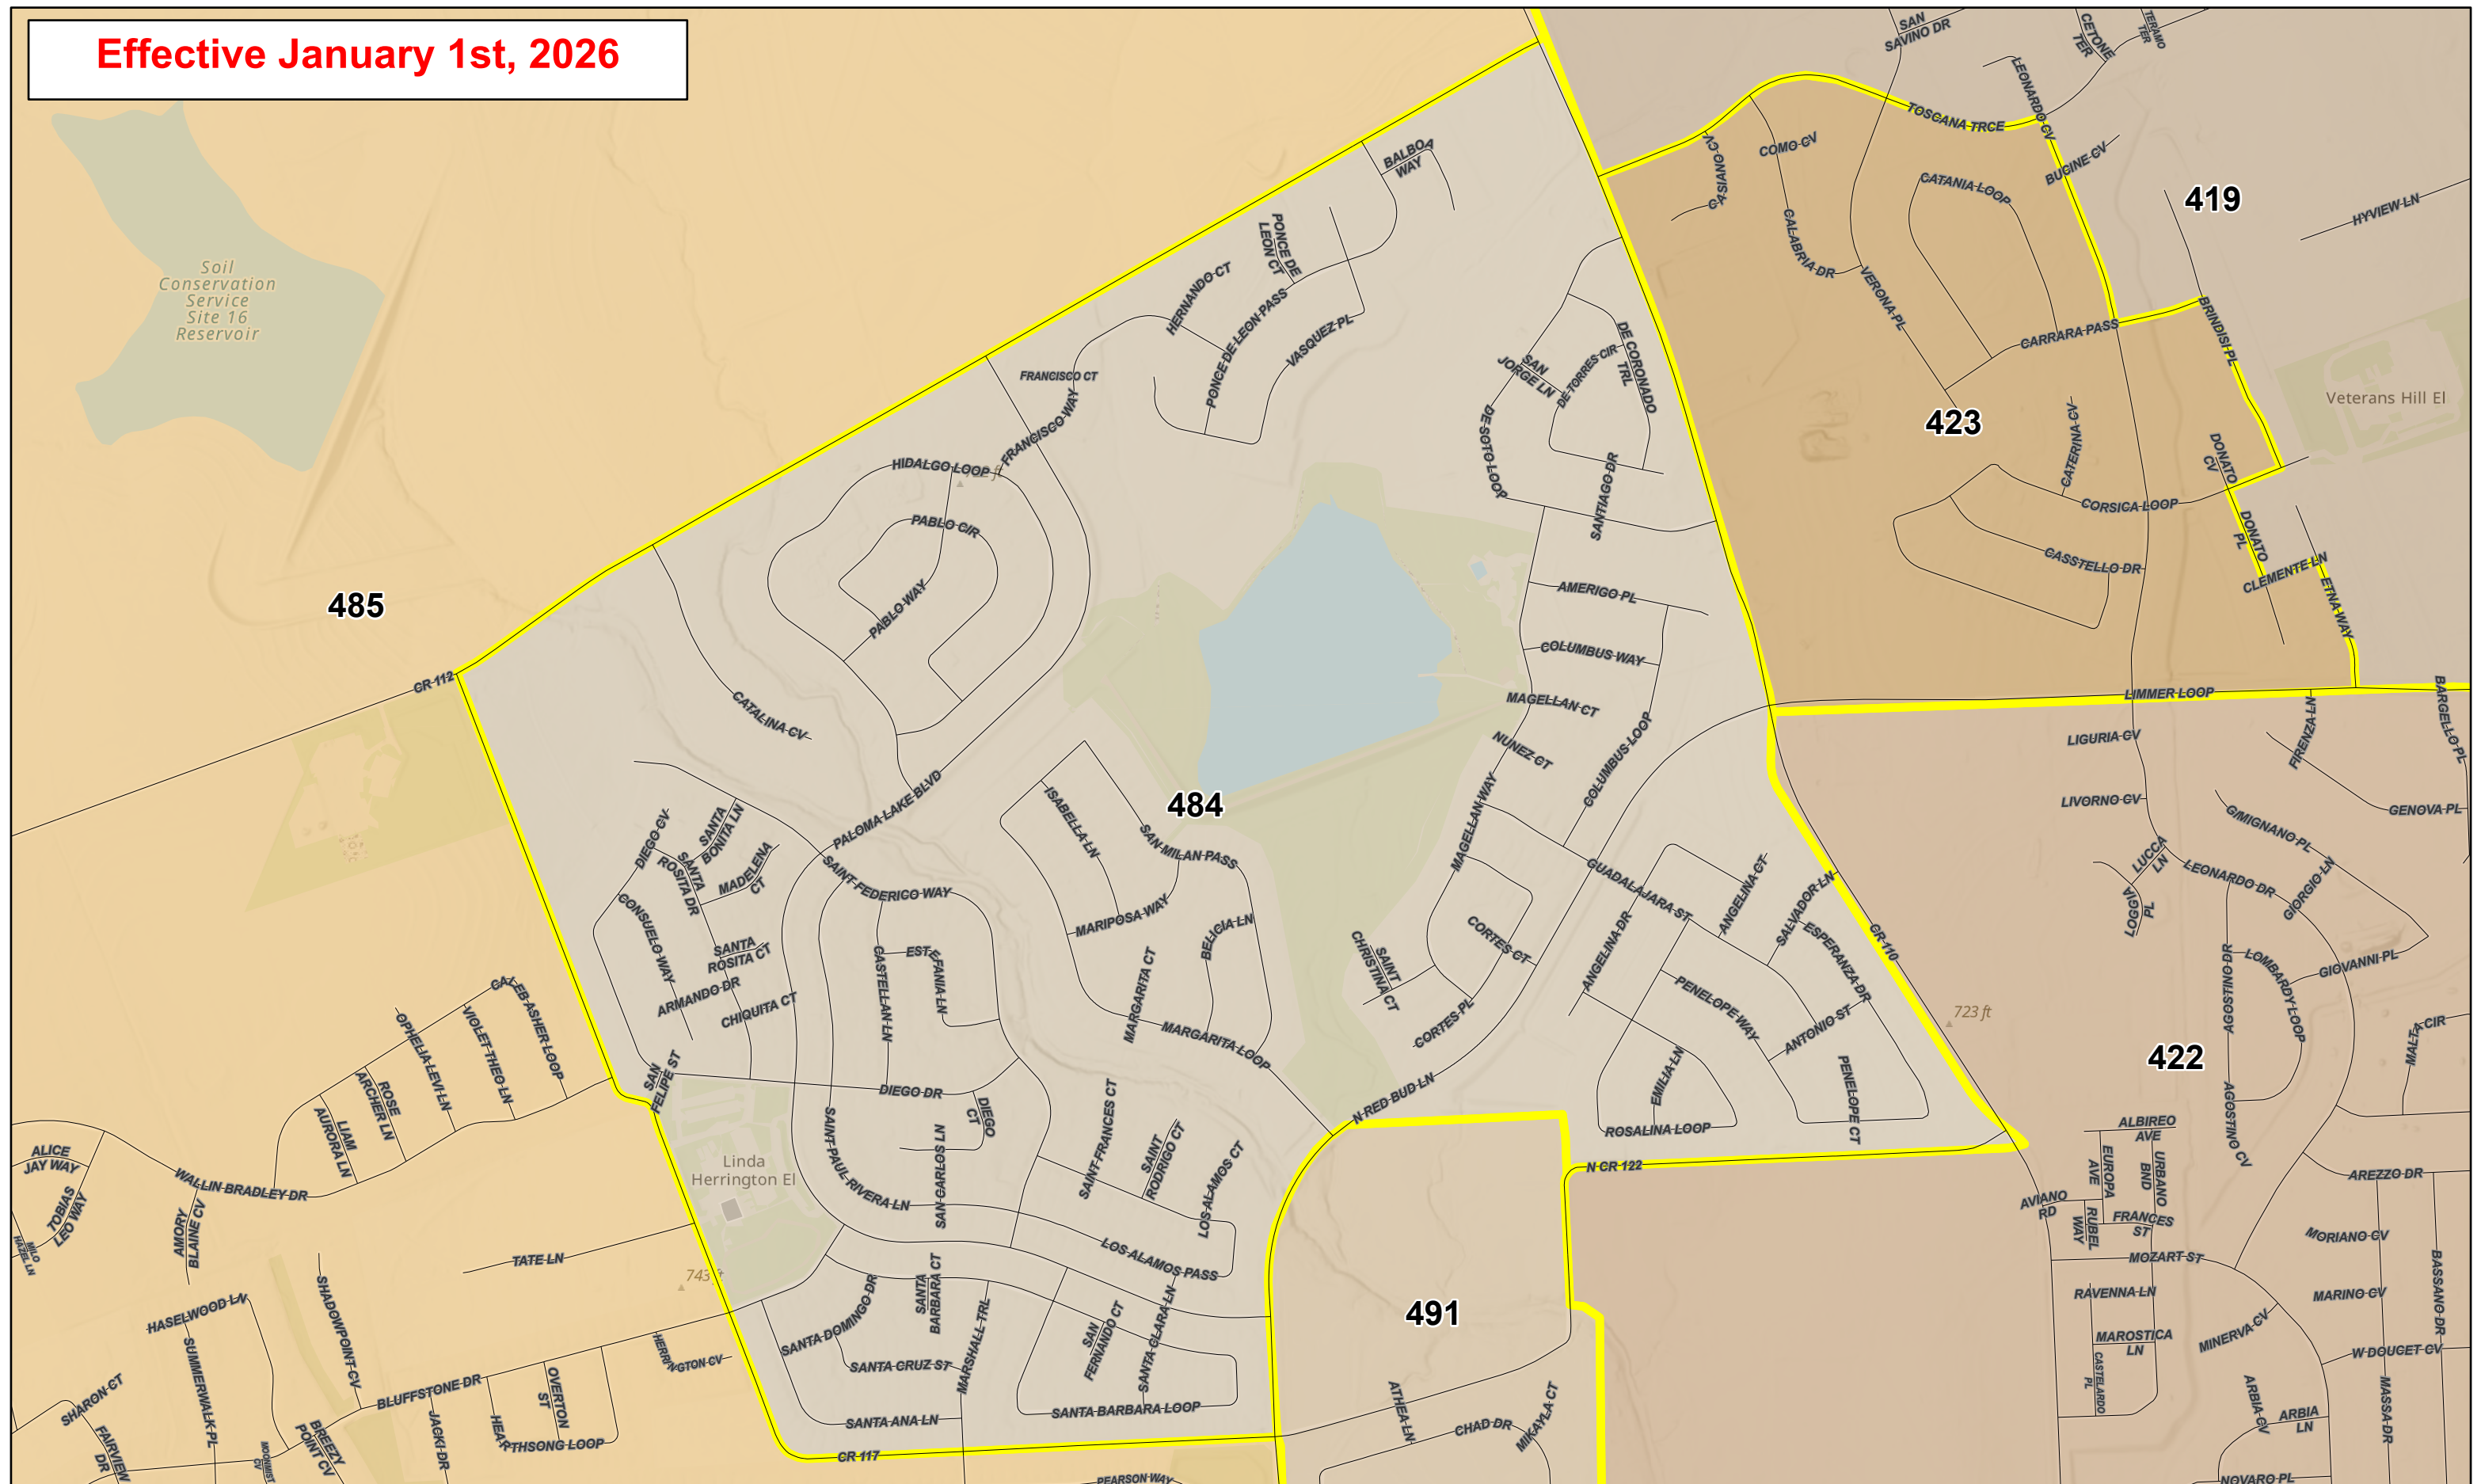 Effective January 1st, 2026
SAN
SAVINO DR
CETONE
TER
TERAMO
TER
LEONARDO CV
TOSCANA TRCE
BUCINE CV
419
HYVIEW LN
CASIANO CV
COMO CV
CATANIA LOOP
CALABRIA DR
VERONA PL
CARRARA PASS
BRINDISI PL
Veterans Hill El
423
CATERINA CV
DONATO
CV
CORSICA LOOP
CASSTELLO DR
DONATO
PL
CLEMENTE LN
ETNA WAY
LIMMER LOOP
BALBOA
WAY
PONCE DE
LEON CT
HERNANDO CT
PONCE DE LEON PASS
VASQUEZ PL
FRANCISCO CT
FRANCISCO WAY
HIDALGO LOOP
722 ft
PABLO CIR
PABLO WAY
CATALINA CV
Soil
Conservation
Service
Site 16
Reservoir
485
CR 112
SAN
JORGE LN
DE TORRES CIR
DE CORONADO
TRL
DE SOTO LOOP
SANTIAGO DR
AMERIGO PL
COLUMBUS WAY
MAGELLAN CT
NUNEZ CT
COLUMBUS LOOP
MAGELLAN WAY
484
PALOMA LAKE BLVD
ISABELLA LN
SAN MILAN PASS
MARIPOSA WAY
BELICIA LN
MARGARITA CT
MARGARITA LOOP
DIEGO CV
SANTA
BONITA LN
SANTA
ROSITA DR
MADELENA
CT
CONSUELO WAY
SANTA
ROSITA CT
ARMANDO DR
CHIQUITA CT
SAINT FEDERICO WAY
CASTELLAN LN
ESTEFANIA LN
SAN
FELIPE ST
DIEGO DR
DIEGO
CT
SAINT PAUL RIVERA LN
SAN CARLOS LN
SAINT FRANCES CT
SAINT
RODRIGO CT
LOS ALAMOS CT
LOS ALAMOS PASS
Linda
Herrington El
SAINT
CHRISTINA CT
CORTES CT
CORTES PL
N RED BUD LN
GUADALAJARA ST
ANGELINA DR
ANGELINA CT
SALVADOR LN
ESPERANZA DR
CR 110
PENELOPE WAY
ANTONIO ST
EMILIA LN
PENELOPE CT
ROSALINA LOOP
N CR 122
723 ft
422
LIGURIA CV
LIVORNO CV
FIRENZA LN
BARGELLO PL
GENOVA PL
GIMIGNANO PL
LUCCA
LN
LEONARDO DR
GIORGIO LN
LOGGIA
PL
AGOSTINO DR
LOMBARDY LOOP
GIOVANNI PL
MALTA CIR
AGOSTINO CV
ALBIREO
AVE
EUROPA
AVE
URBANO
BND
AVIANO
RD
RUBEL
WAY
FRANCES
ST
MOZART ST
AREZZO DR
MORIANO CV
RAVENNA LN
MARINO CV
BASSANO DR
MAROSTICA
LN
MINERVA CV
W DOUCET CV
CASTELARDO
PL
ARBIA CV
ARBIA
LN
MASSA DR
NOVARO PL
CALEB ASHER LOOP
VIOLET THEO LN
OPHELIA LEVI LN
ROSE
ARCHER LN
LIAM
AURORA LN
ALICE
JAY WAY
TOBIAS
LEO WAY
MILO
HAZEL LN
WALLIN BRADLEY DR
AMORY
BLAINE CV
TATE LN
743 ft
HASELWOOD LN
SUMMERWALK PL
SHADOWPOINT CV
BLUFFSTONE DR
HERRINGTON CV
SHARON CT
FAIRVIEW
DR
BREEZY
POINT CV
JACKI DR
OVERTON
ST
HEARTHSONG LOOP
SANTA DOMINGO DR
SANTA
BARBARA CT
MARSHALL TRL
SANTA CRUZ ST
SANTA ANA LN
SAN
FERNANDO CT
SANTA CLARA LN
SANTA BARBARA LOOP
CR 117
PEARSON WAY
491
ATHEA LN
CHAD DR
MIKAYLA CT